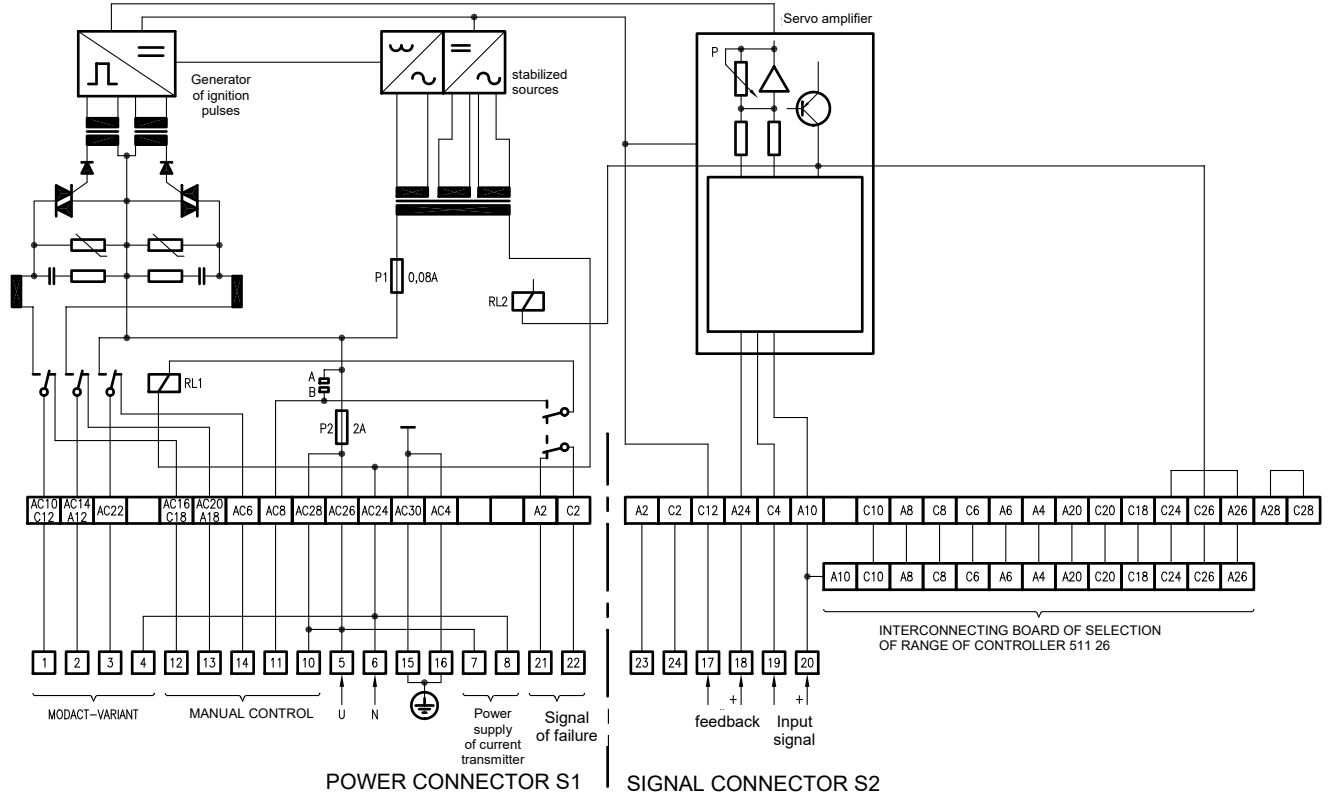 Servo amplifier
P
Generator
of ignition
pulses
stabilized
sources
P1
0,08A
RL2
RL1
A
B
P2
2A
AC10
C12
AC14
A12
AC22
AC16
C18
AC20
A18
AC6
AC8
AC28
AC26
AC24
AC30
AC4
A2
C2
A2
C2
C12
A24
C4
A10
C10
A8
C8
C6
A6
A4
A20
C20
C18
C24
C26
A26
A28
C28
A10
C10
A8
C8
C6
A6
A4
A20
C20
C18
C24
C26
A26
INTERCONNECTING BOARD OF SELECTION
OF RANGE OF CONTROLLER 511 26
1
2
3
4
12
13
14
11
10
5
6
15
16
7
8
21
22
23
24
17
18
19
20
MODACT-VARIANT
MANUAL CONTROL
U
N
Power
supply
of current
transmitter
Signal
of failure
+
feedback
+
Input
signal
POWER CONNECTOR S1
SIGNAL CONNECTOR S2